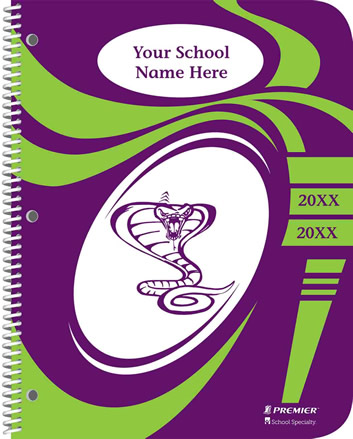 Your School
Name Here
20XX
20XX
PREMIER
School Specialty